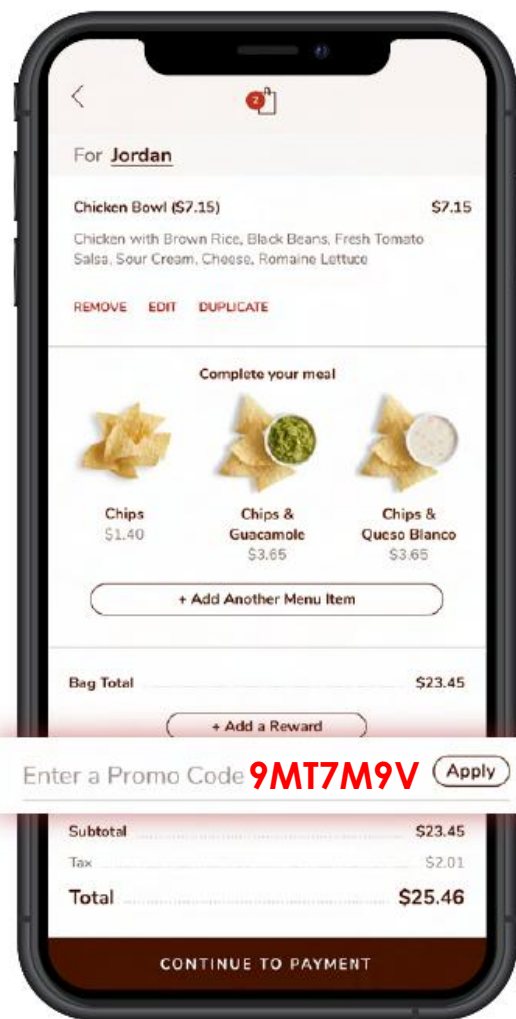 2
For Jordan
Chicken Bowl ($7.15) $7.15
Chicken with Brown Rice, Black Beans, Fresh Tomato
Salsa, Sour Cream, Cheese, Romaine Lettuce
REMOVE EDIT DUPLICATE
Complete your meal
Chips Chips & Chips &
$1.40 Guacamole Queso Blanco
$3.65 $3.65
+ Add Another Menu Item
Bag Total $23.45
+ Add a Reward
Enter a Promo Code 9MT7M9V Apply
Subtotal $23.45
Tax $2.01
Total $25.46
CONTINUE TO PAYMENT